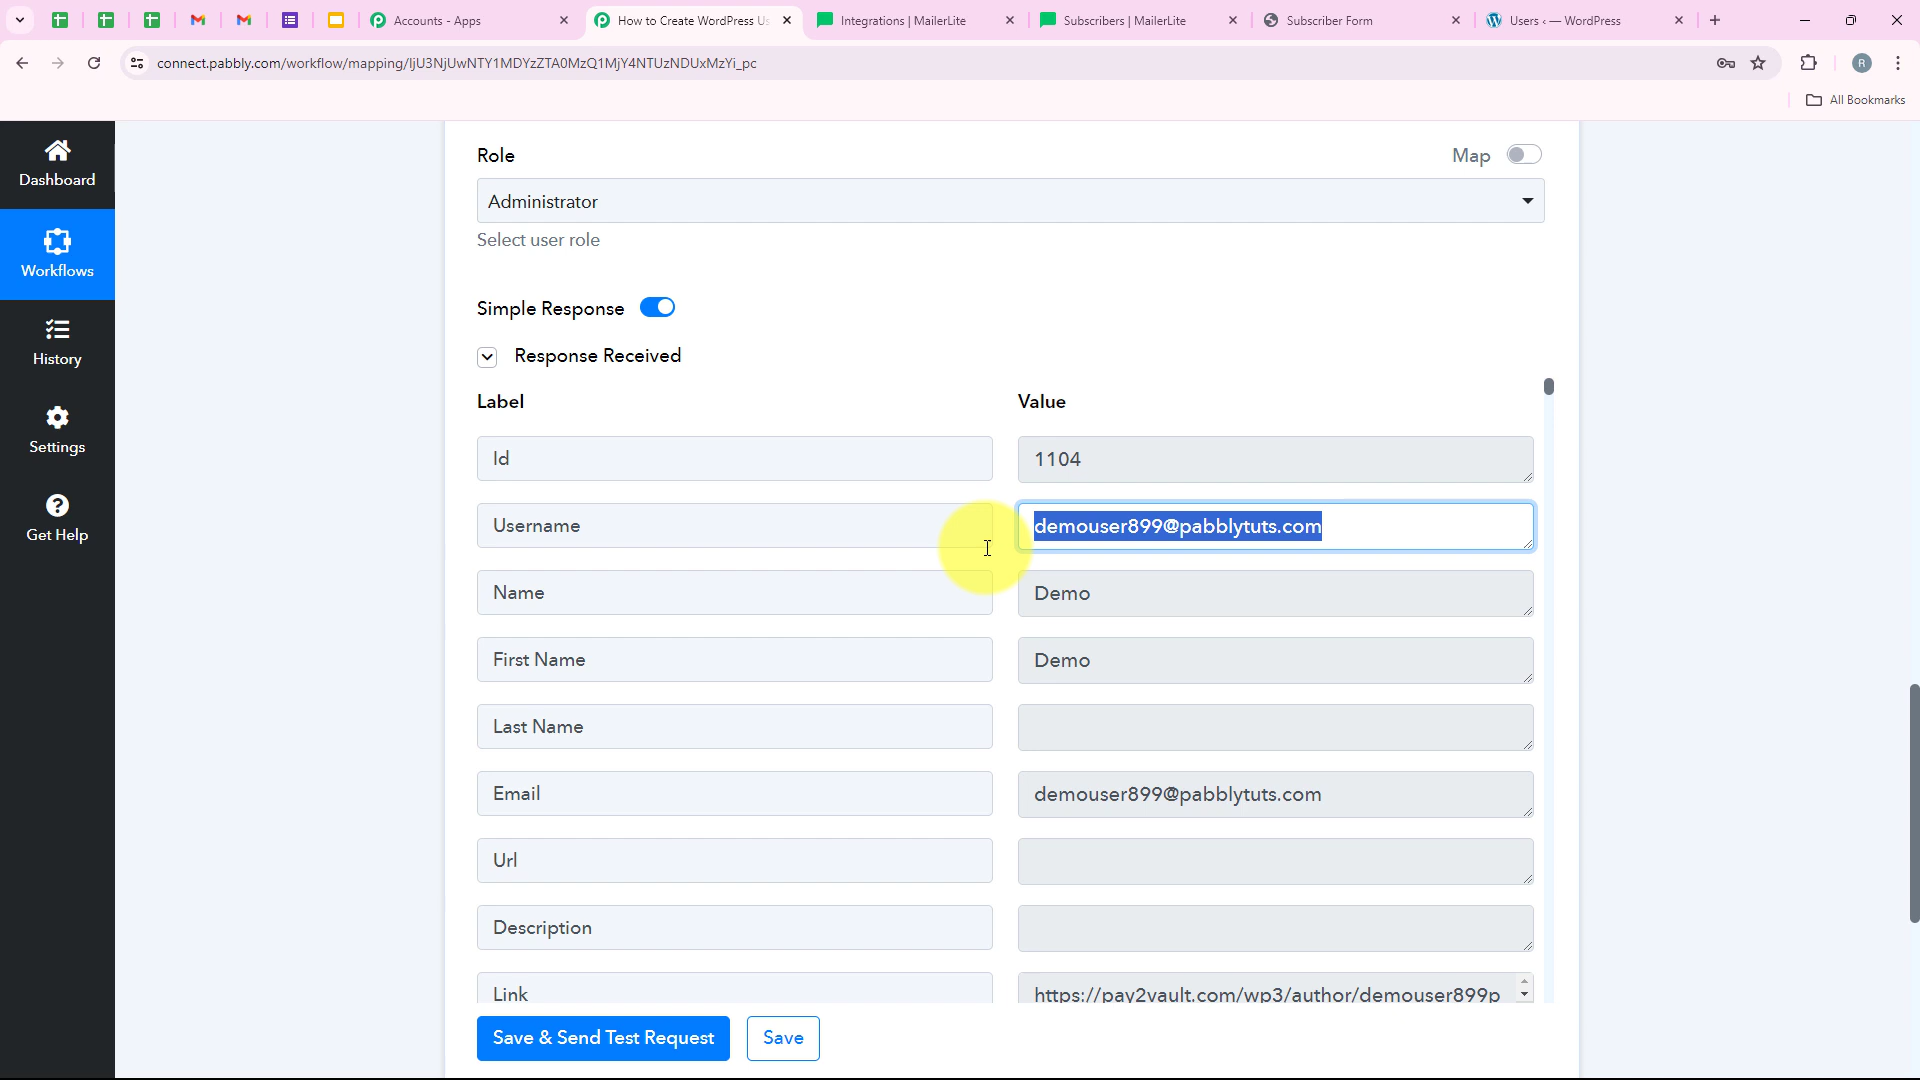 Accounts - Apps
How to Create WordPress Us
Integrations | MailerLite
Subscribers | MailerLite
Subscriber Form
Users ‹ — WordPress
connect.pabbly.com/workflow/mapping/IjU3NjUwNTY1MDYzZTA0MzQ1MjY4NTUzNDUxMzYi_pc
R
All Bookmarks
Dashboard
Workflows
History
Settings
Get Help
Role
Map
Administrator
Select user role
Simple Response
Response Received
Label
Value
Id
1104
Username
demouser899@pabblytuts.com
Name
Demo
First Name
Demo
Last Name
Email
demouser899@pabblytuts.com
Url
Description
Link
https://pay2vault.com/wp3/author/demouser899p
Save & Send Test Request
Save